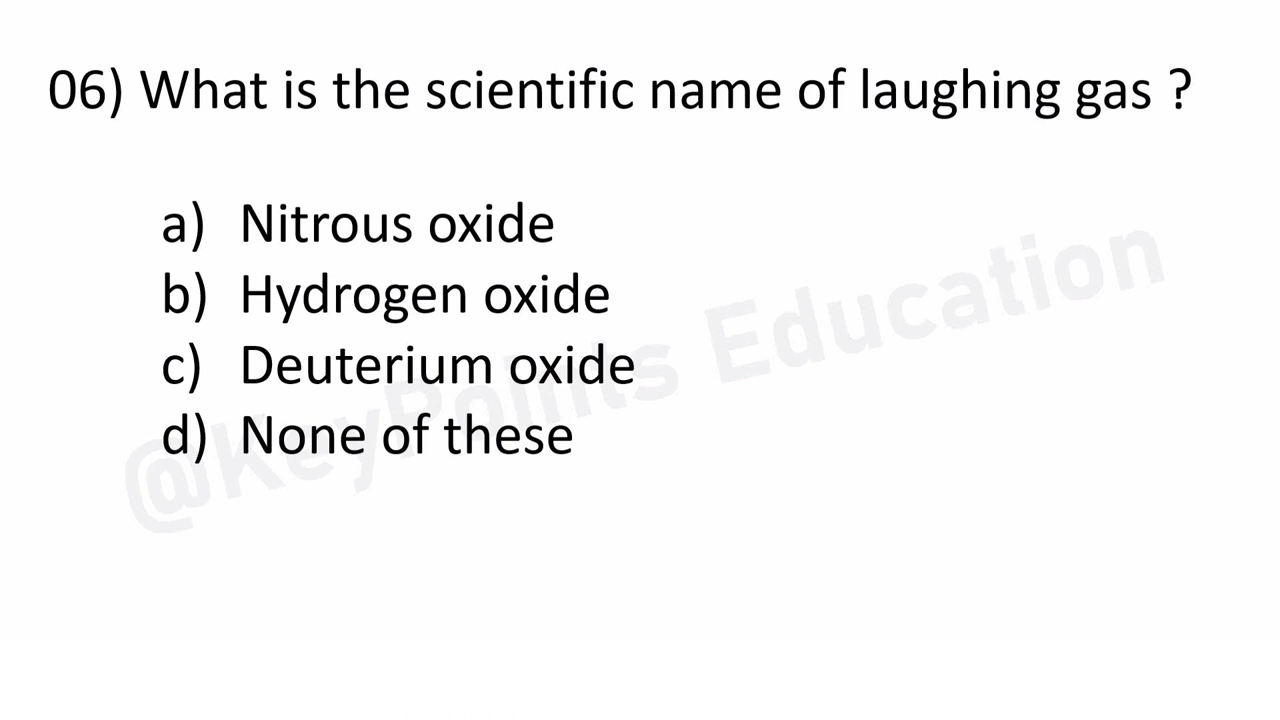 06) What is the scientific name of laughing gas ?
a) Nitrous oxide
b) Hydrogen oxide
c) Deuterium oxide
d) None of these
@KeyPoints Education